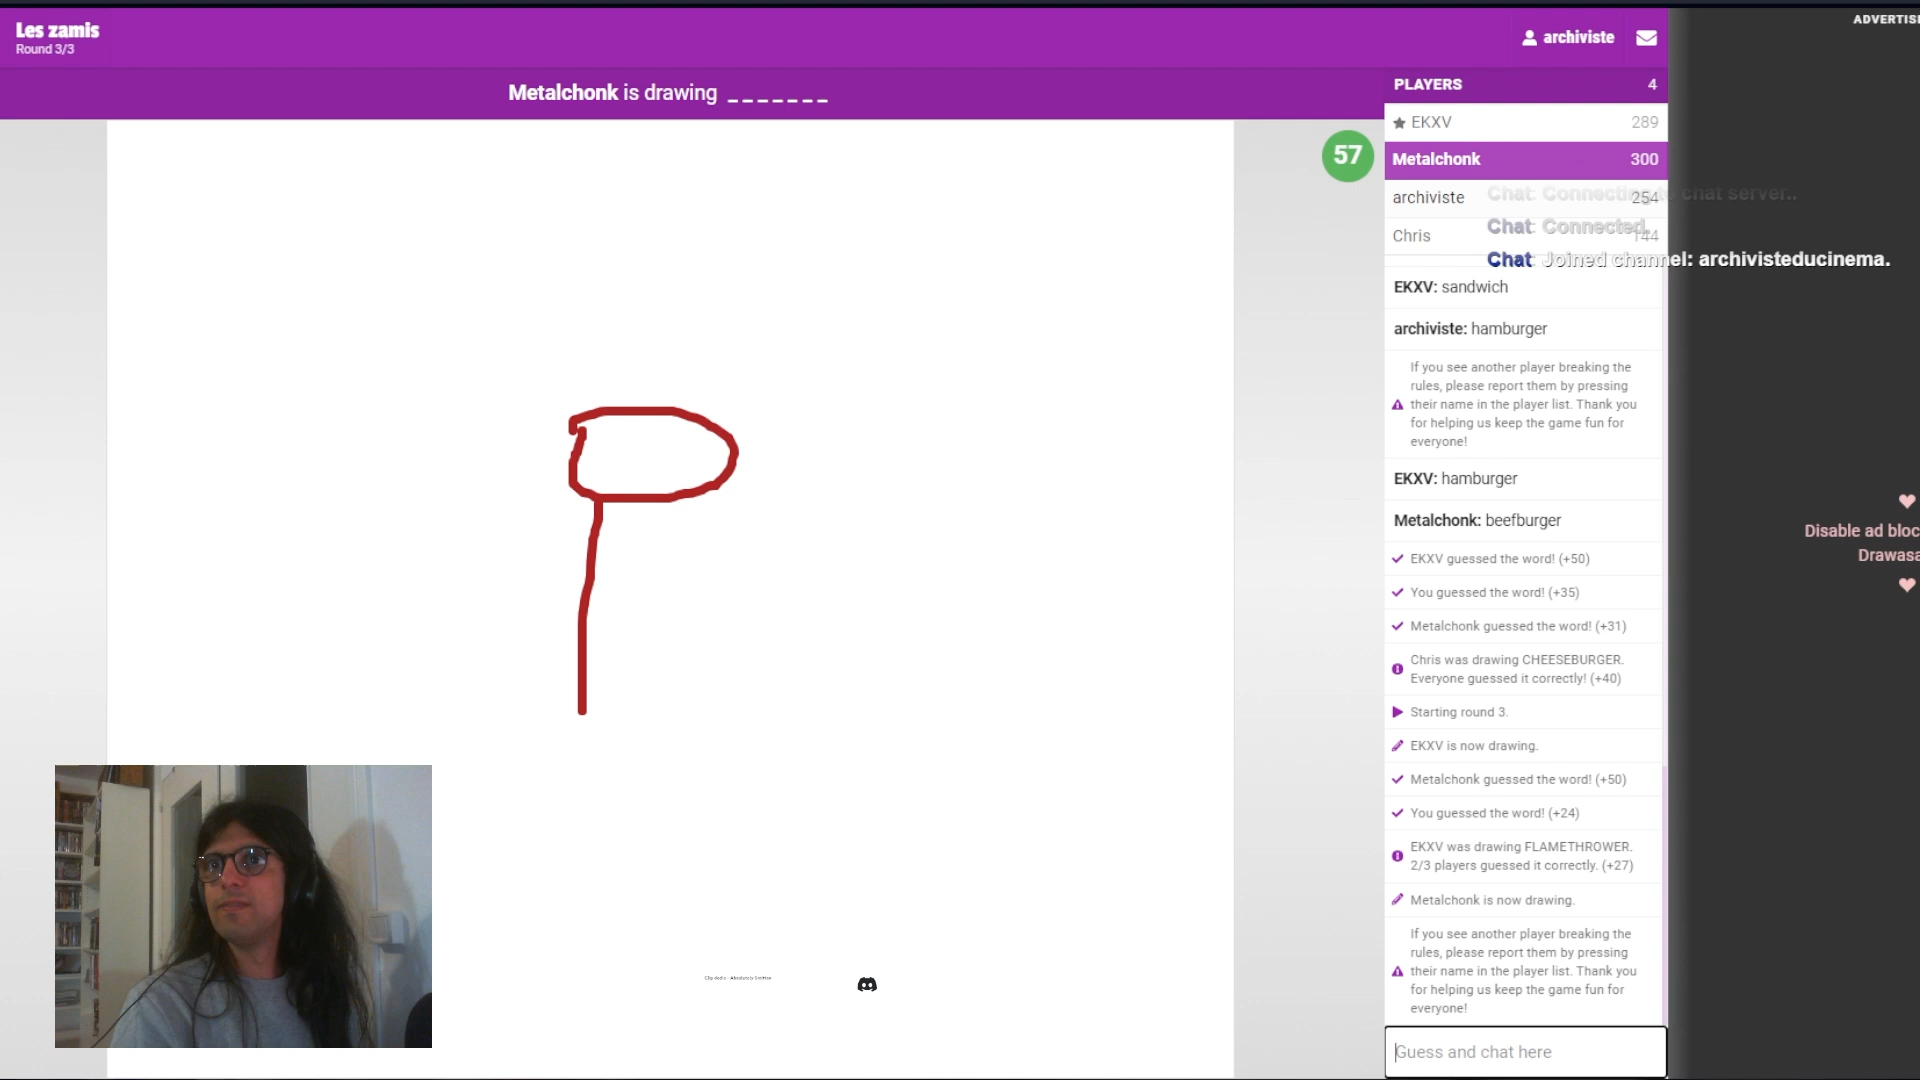 ADVERTIS
Les zamis
Round 3/3
archiviste
Metalchonk is drawing _ _ _ _ _ _ _
PLAYERS 4
EKXV 289
57
Metalchonk 300
archiviste 254
Chat: Connecting to chat server..
Chat: Connected.
Chris 144
Chat: Joined channel: archivisteducinema.
EKXV: sandwich
archiviste: hamburger
If you see another player breaking the
rules, please report them by pressing
their name in the player list. Thank you
for helping us keep the game fun for
everyone!
EKXV: hamburger
Metalchonk: beefburger
EKXV guessed the word! (+50)
You guessed the word! (+35)
Metalchonk guessed the word! (+31)
Chris was drawing CHEESEBURGER.
Everyone guessed it correctly! (+40)
Starting round 3.
EKXV is now drawing.
Metalchonk guessed the word! (+50)
You guessed the word! (+24)
EKXV was drawing FLAMETHROWER.
2/3 players guessed it correctly. (+27)
Metalchonk is now drawing.
If you see another player breaking the
rules, please report them by pressing
their name in the player list. Thank you
for helping us keep the game fun for
everyone!
Guess and chat here
Disable ad bloc
Drawasa